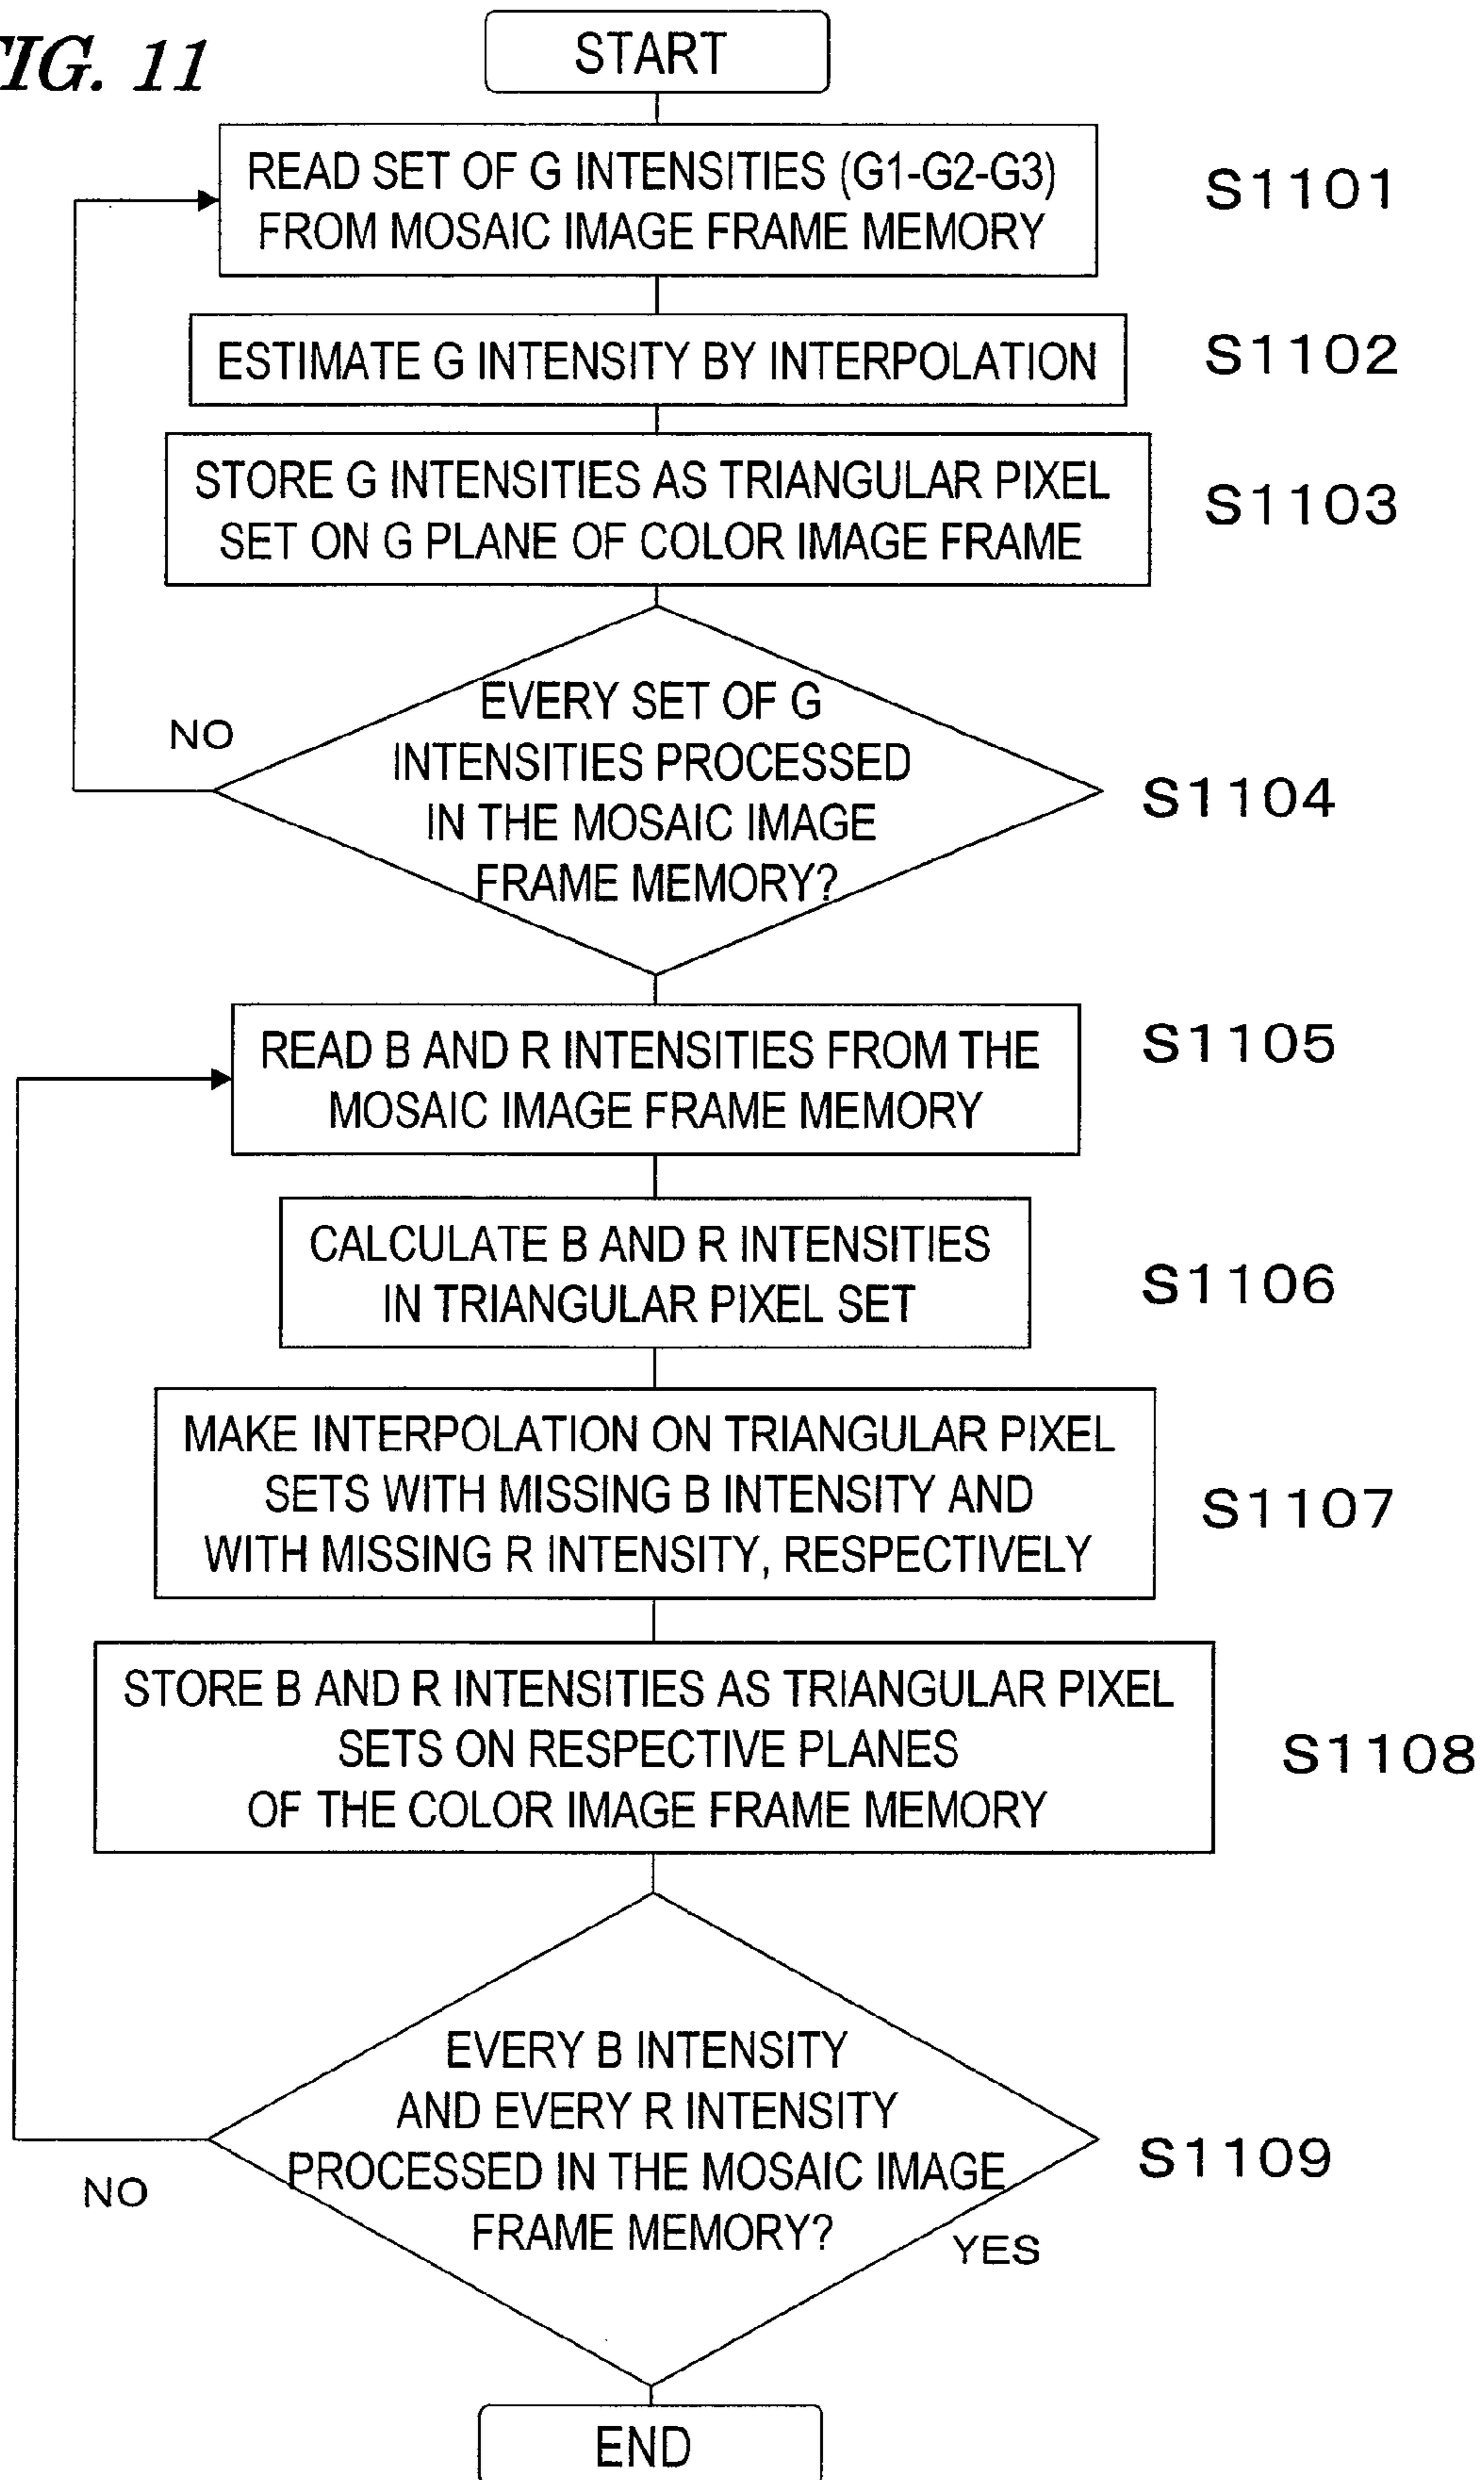 FIG. 11
START
READ SET OF G INTENSITIES (G1-G2-G3)
FROM MOSAIC IMAGE FRAME MEMORY
S1101
ESTIMATE G INTENSITY BY INTERPOLATION
S1102
STORE G INTENSITIES AS TRIANGULAR PIXEL
SET ON G PLANE OF COLOR IMAGE FRAME
S1103
EVERY SET OF G
INTENSITIES PROCESSED
IN THE MOSAIC IMAGE
FRAME MEMORY?
NO
S1104
READ B AND R INTENSITIES FROM THE
MOSAIC IMAGE FRAME MEMORY
S1105
CALCULATE B AND R INTENSITIES
IN TRIANGULAR PIXEL SET
S1106
MAKE INTERPOLATION ON TRIANGULAR PIXEL
SETS WITH MISSING B INTENSITY AND
WITH MISSING R INTENSITY, RESPECTIVELY
S1107
STORE B AND R INTENSITIES AS TRIANGULAR PIXEL
SETS ON RESPECTIVE PLANES
OF THE COLOR IMAGE FRAME MEMORY
S1108
EVERY B INTENSITY
AND EVERY R INTENSITY
PROCESSED IN THE MOSAIC IMAGE
FRAME MEMORY?
S1109
NO
YES
END